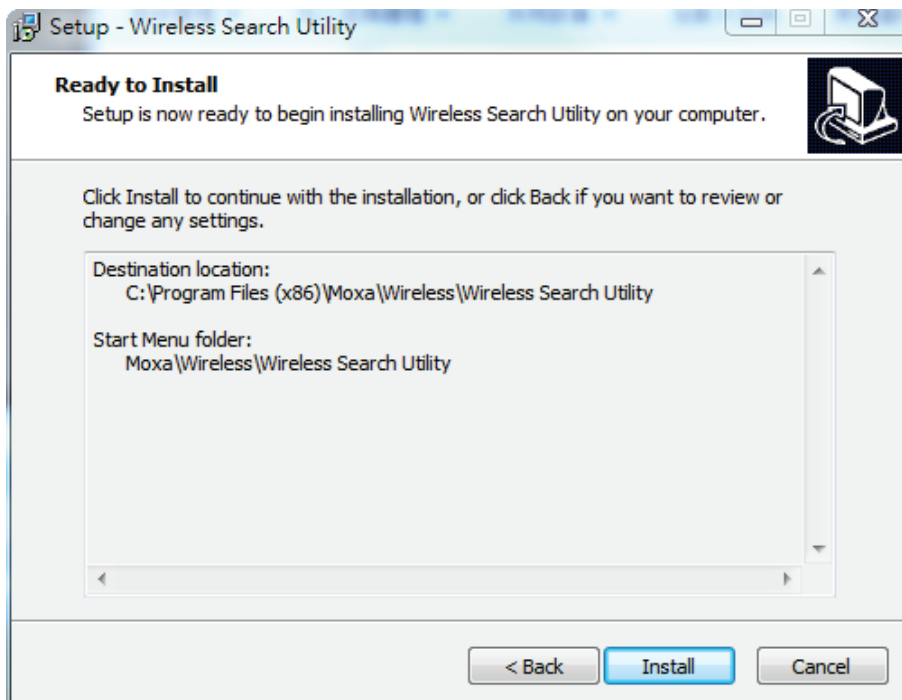 Setup - Wireless Search Utility
Ready to Install
Setup is now ready to begin installing Wireless Search Utility on your computer.
Click Install to continue with the installation, or click Back if you want to review or
change any settings.
Destination location:
C:\Program Files (x86)\Moxa\Wireless\Wireless Search Utility
Start Menu folder:
Moxa\Wireless\Wireless Search Utility
< Back
Install
Cancel